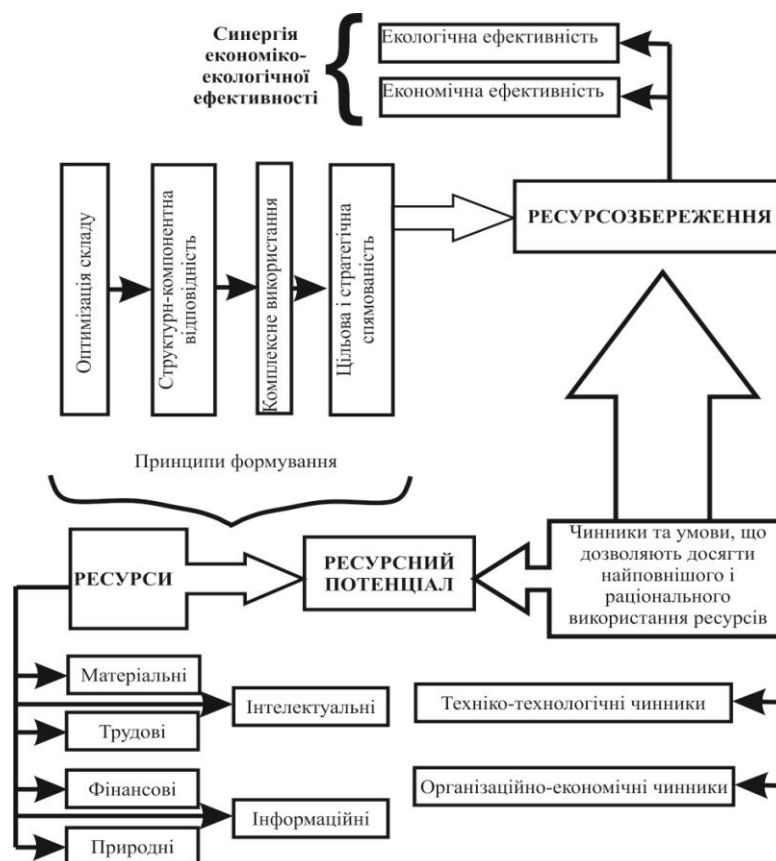 Синергія
економіко-
екологічної
ефективності
Екологічна ефективність
Економічна ефективність
Оптимізація складу
Структурн-компонентна
відповідність
Комплексне використання
Цільова і стратегічна
спямованість
РЕСУРСОЗБЕРЕЖЕННЯ
Принципи формування
РЕСУРСИ
РЕСУРСНИЙ
ПОТЕНЦІАЛ
Чинники та умови, що
дозволяють досягти
найповнішого і
раціонального
використання ресурсів
Матеріальні
Інтелектуальні
Трудові
Фінансові
Інформаційні
Природні
Техніко-технологічні чинники
Організаційно-економічні чинники